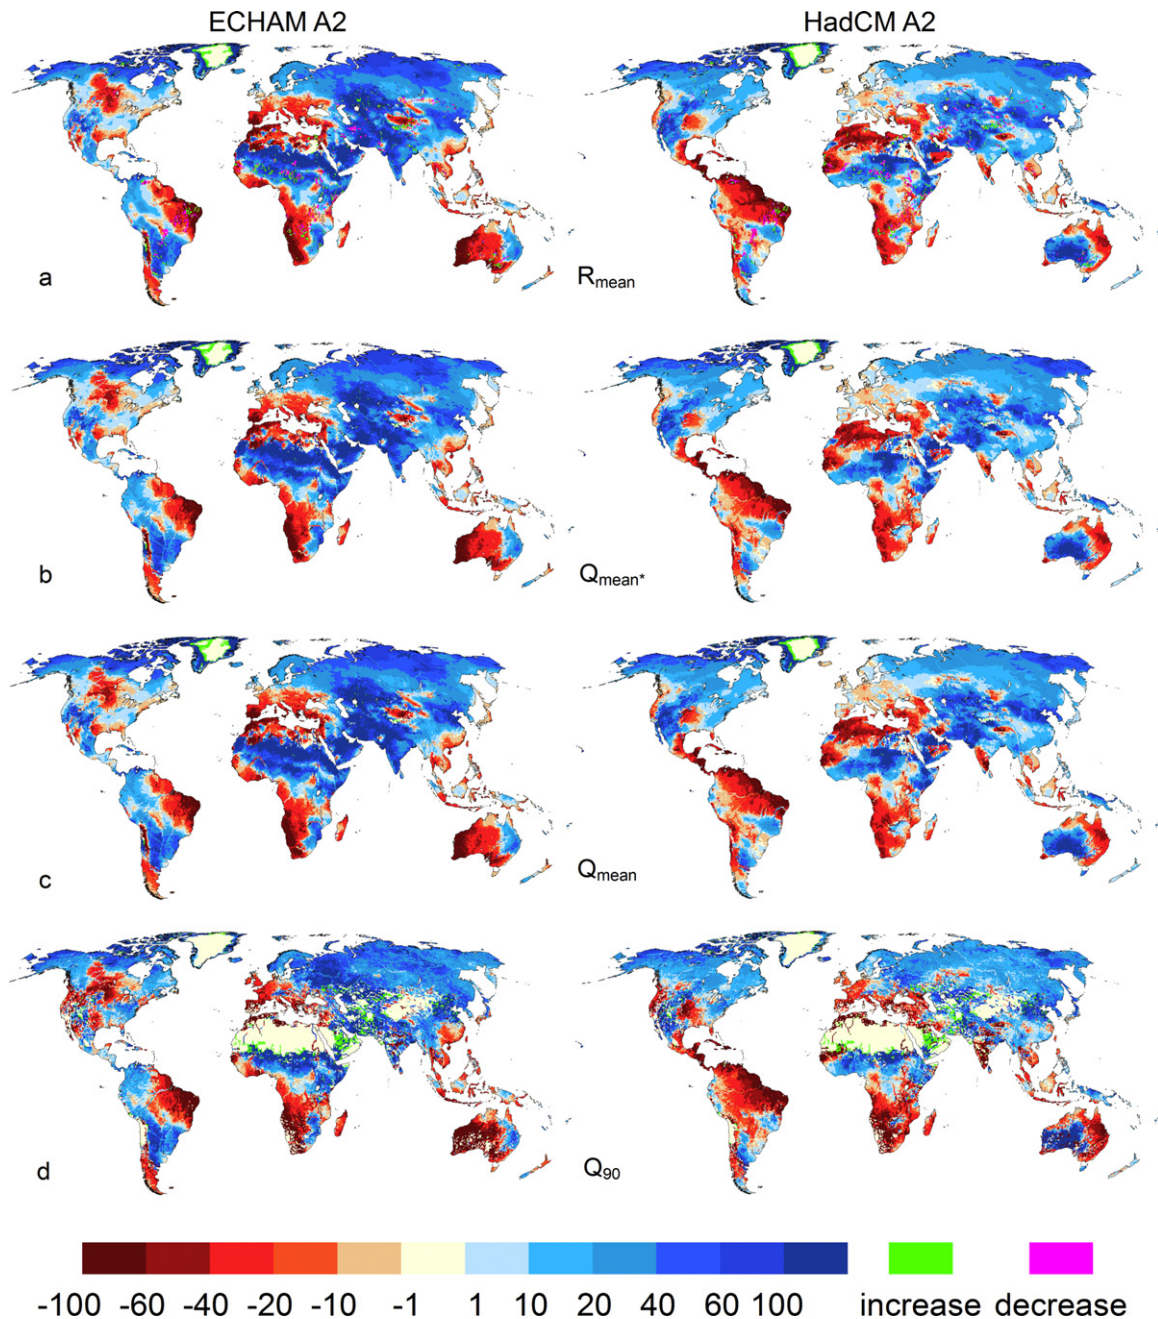 ECHAM A2 HadCM A2
a Rmean
b Qmean*
c Qmean
d Q90
-100 -60 -40 -20 -10 -1 1 10 20 40 60 100 increase decrease